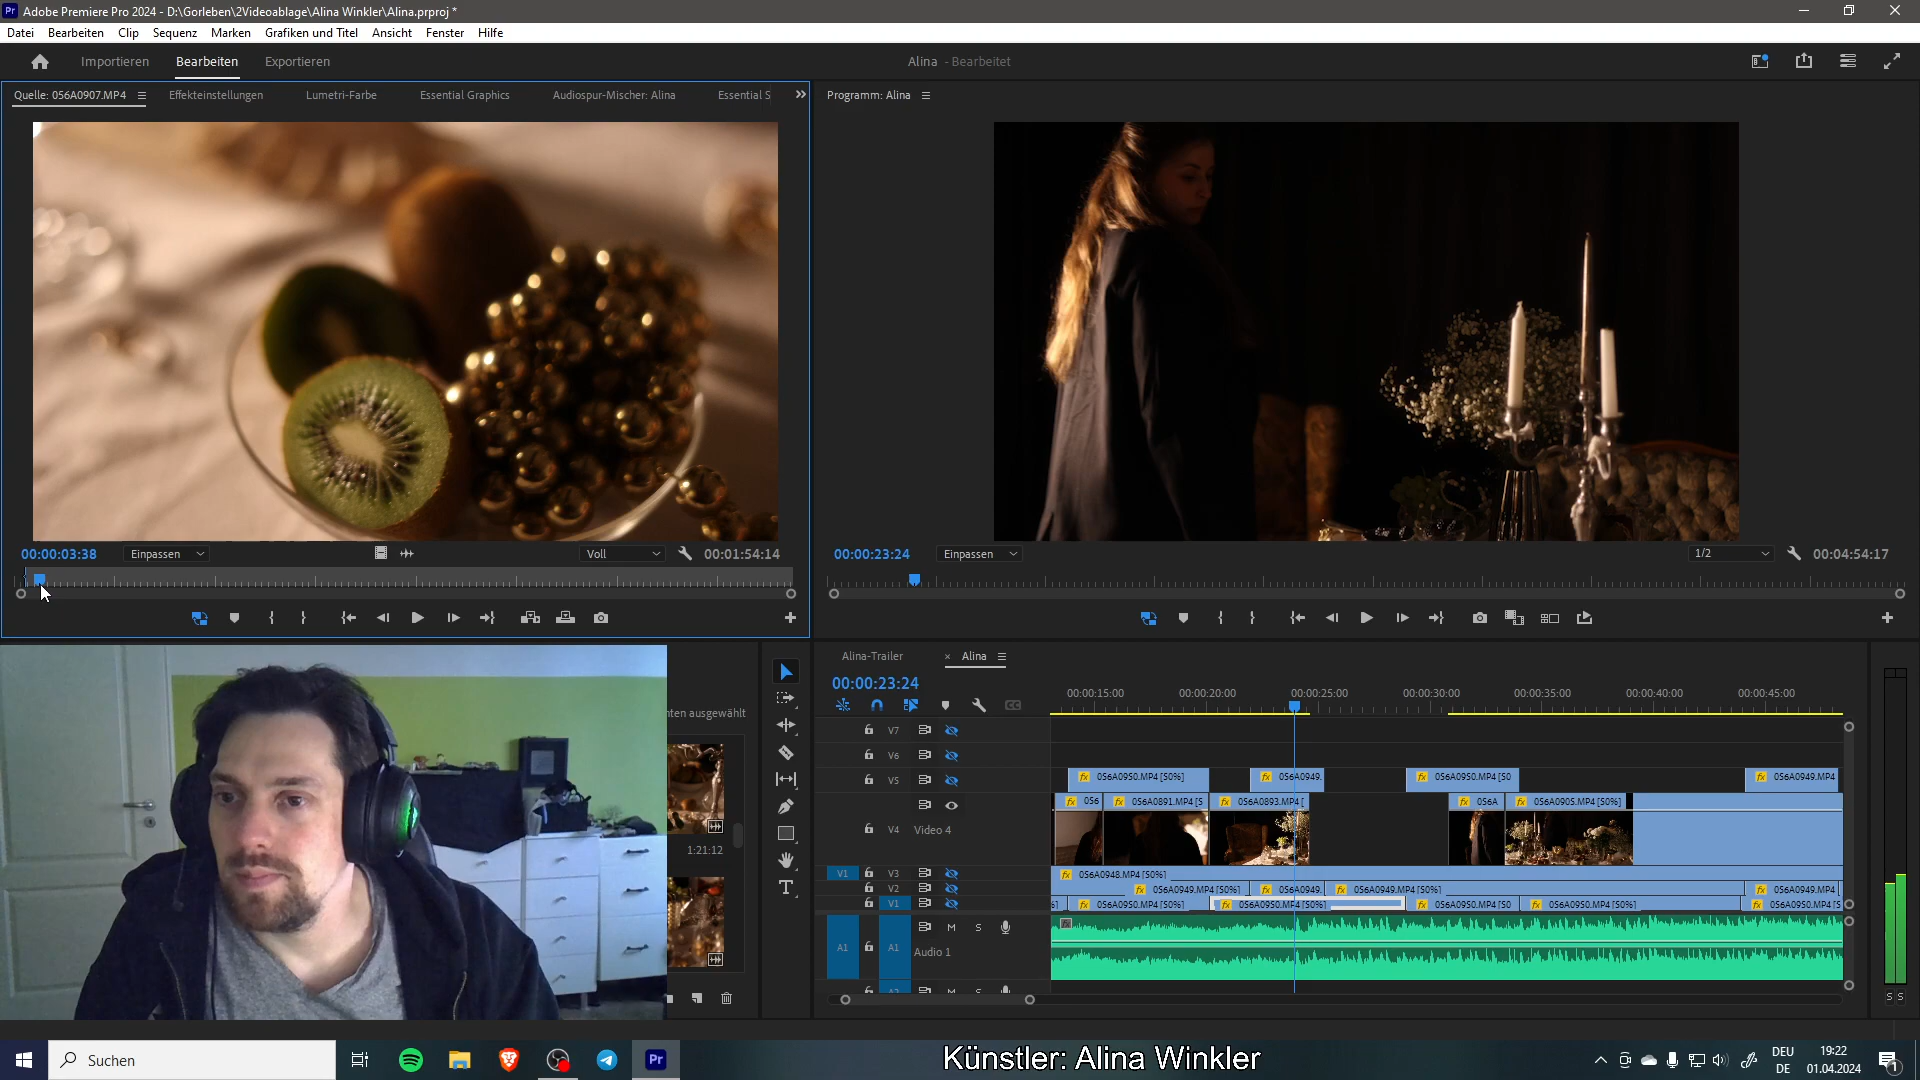 Adobe Premiere Pro 2024 - D:\Gorleben\2Videoablage\Alina Winkler\Alina.prproj *
Datei Bearbeiten Clip Sequenz Marken Grafiken und Titel Ansicht Fenster Hilfe
Importieren Bearbeiten Exportieren
Alina - Bearbeitet
Quelle: 056A0907.MP4 Effekteinstellungen Lumetri-Farbe Essential Graphics Audiospur-Mischer: Alina Essential S
Programm: Alina
00:00:03:38 Einpassen Voll 00:01:54:14
00:00:23:24 Einpassen 1/2 00:04:54:17
nten ausgewählt
1:21:12
Alina-Trailer × Alina
00:00:23:24
00:00:15:00 00:00:20:00 00:00:25:00 00:00:30:00 00:00:35:00 00:00:40:00 00:00:45:00
V7
V6
V5 056A0950.MP4 [50%] 056A0949. 056A0950.MP4 [50 056A0949.MP4
056 056A0891.MP4 [5 056A0893.MP4 [ 056A 056A0905.MP4 [50%]
V4 Video 4
V1 V3 056A0948.MP4 [50%]
V2 056A0949.MP4 [50%] 056A0949. 056A0949.MP4 [50%] 056A0949.MP4
V1 056A0950.MP4 [50%] 056A0950.MP4 [50%] 056A0950.MP4 [50 056A0950.MP4 [50%] 056A0950.MP4 [5
M S
A1 A1 Audio 1
A2 M S
S S
Suchen
Künstler: Alina Winkler
DEU
DE
19:22
01.04.2024
1